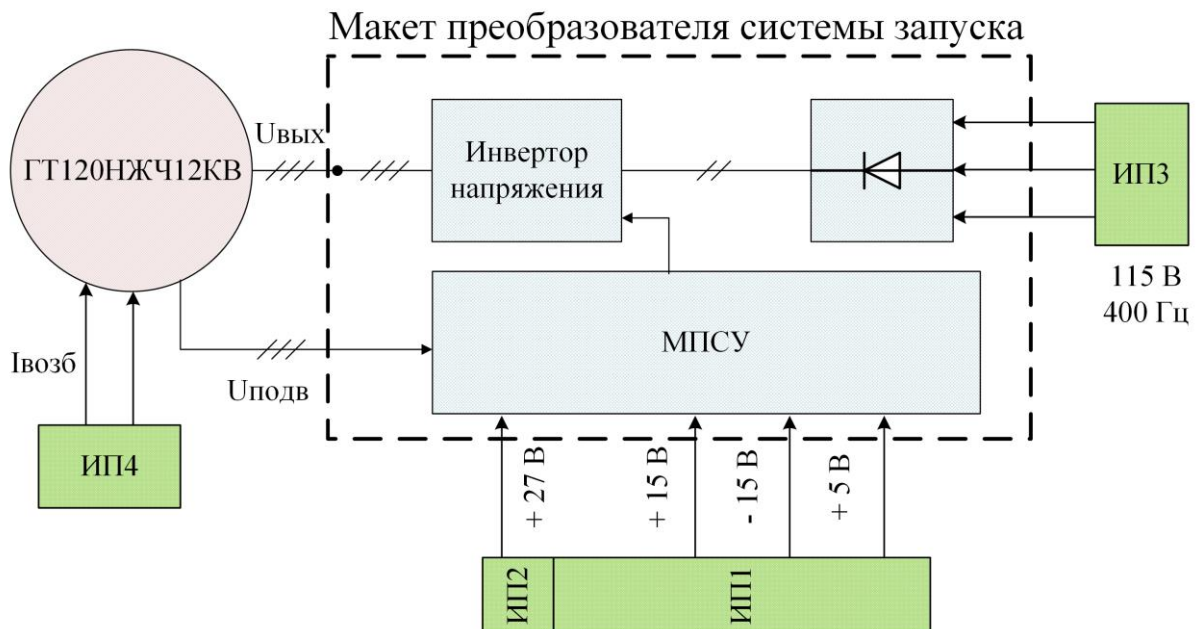 Макет преобразователя системы запуска
ГТ120НЖЧ12КВ
Uвых
Инвертор
напряжения
ИП3
115 В
400 Гц
МПСУ
Iвозб
Uподв
ИП4
+ 27 В
+ 15 В
- 15 В
+ 5 В
ИП2
ИП1